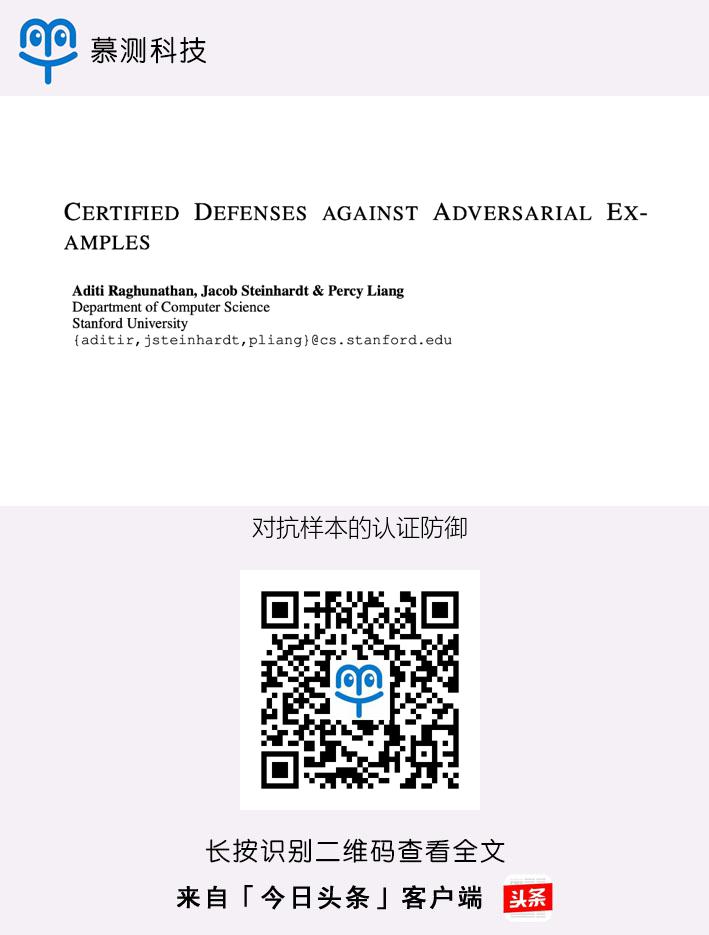 慕测科技
CERTIFIED DEFENSES AGAINST ADVERSARIAL EX-
AMPLES
Aditi Raghunathan, Jacob Steinhardt & Percy Liang
Department of Computer Science
Stanford University
{aditir,jsteinhardt,pliang}@cs.stanford.edu
对抗样本的认证防御
长按识别二维码查看全文
来自「今日头条」客户端 头条